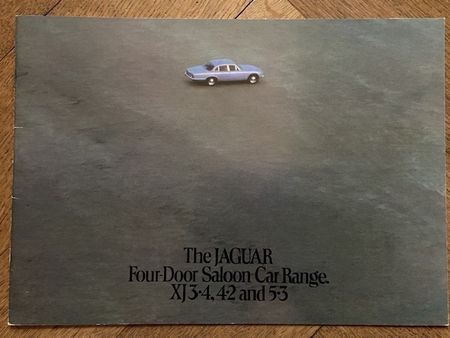 The JAGUAR
Four-Door Saloon Car Range.
XJ 3·4, 4·2 and 5·3